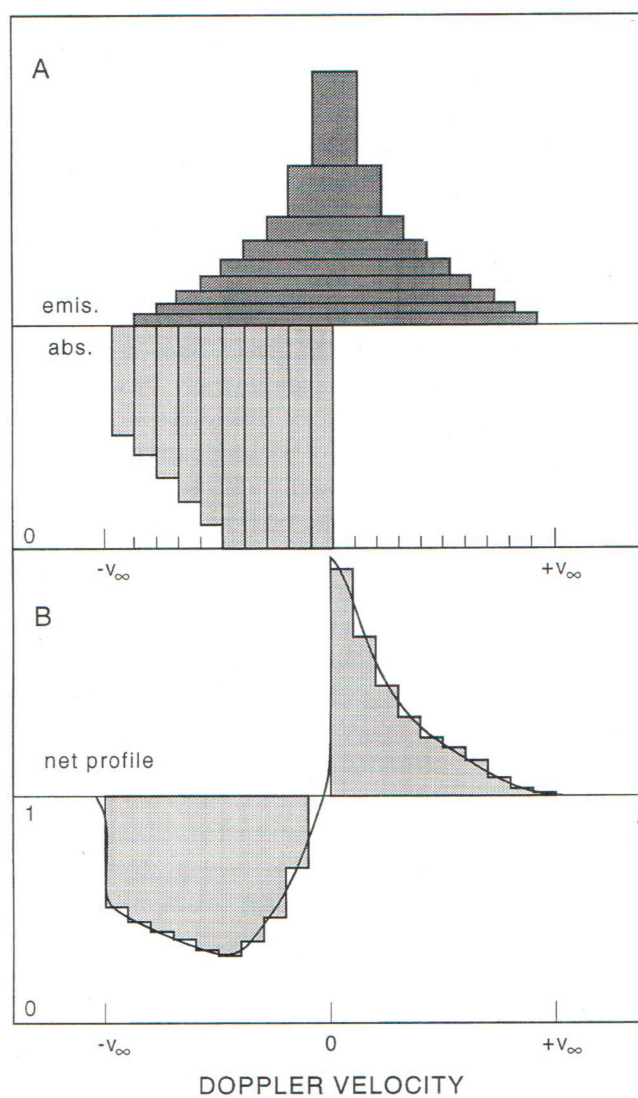 A
emis.
abs.
0
-v∞ +v∞
B
net profile
1
0
-v∞ 0 +v∞
DOPPLER VELOCITY